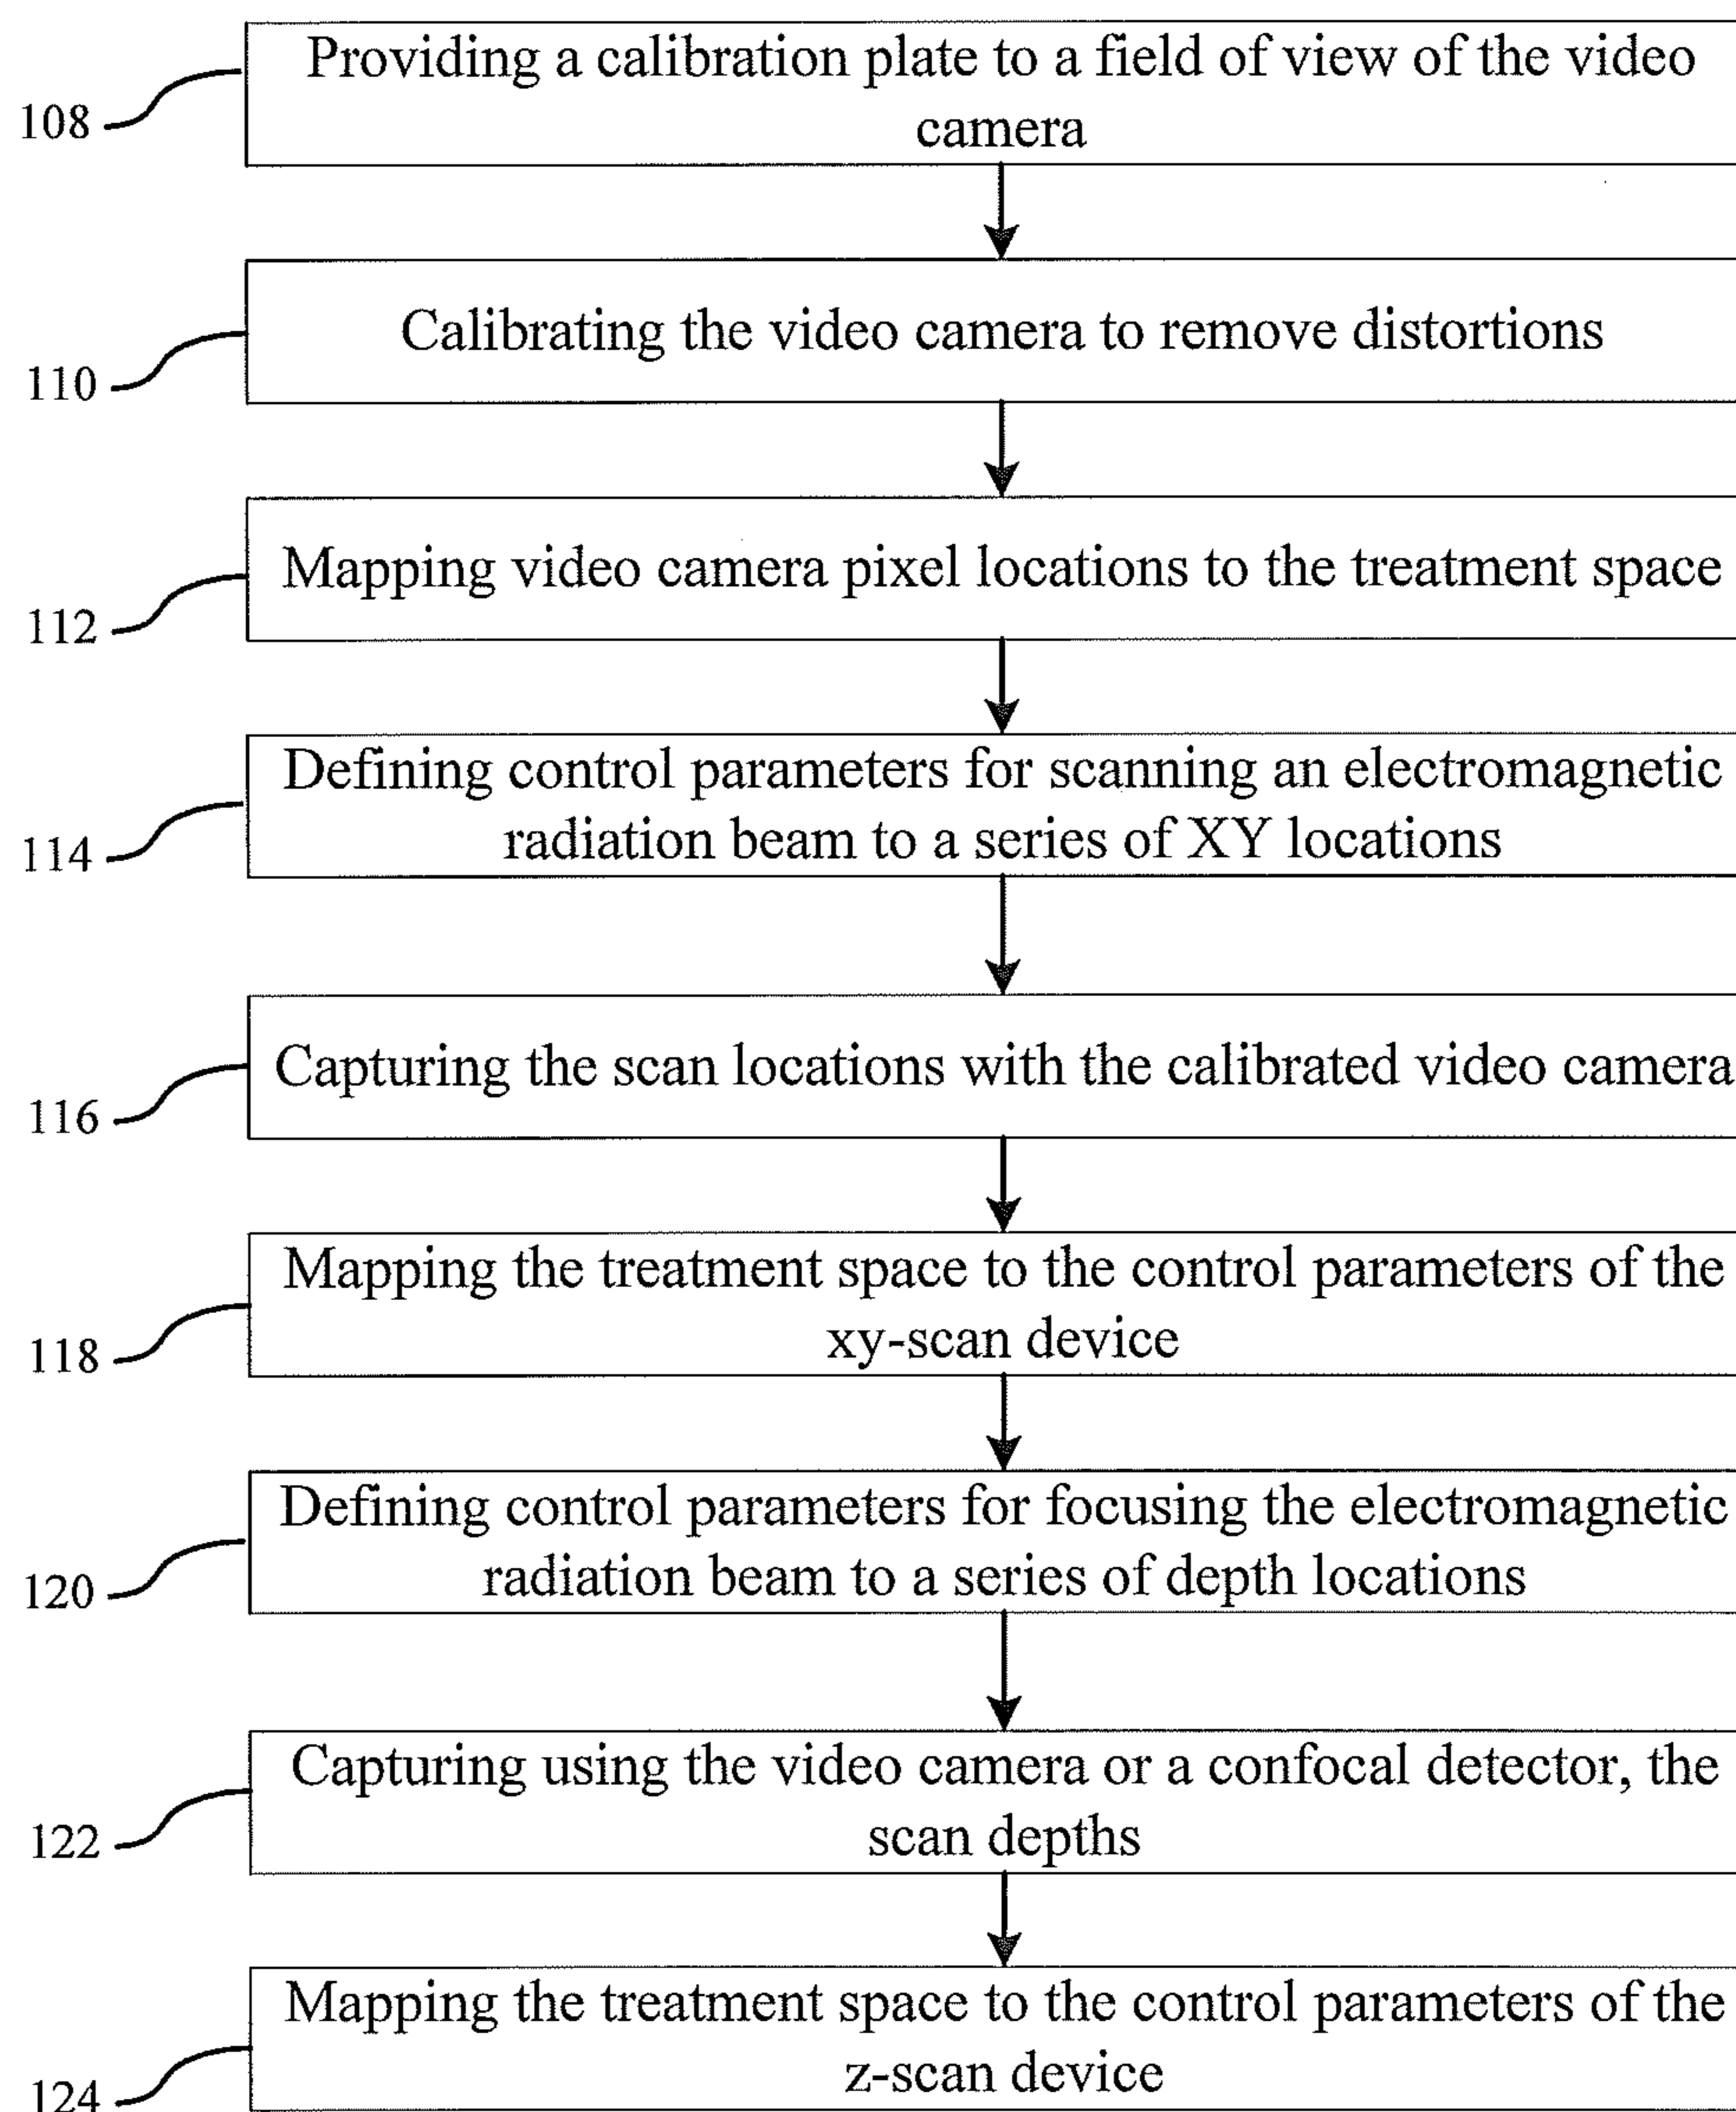 Providing a calibration plate to a field of view of the video
camera
108
Calibrating the video camera to remove distortions
110
Mapping video camera pixel locations to the treatment space
112
Defining control parameters for scanning an electromagnetic
radiation beam to a series of XY locations
114
Capturing the scan locations with the calibrated video camera
116
Mapping the treatment space to the control parameters of the
xy-scan device
118
Defining control parameters for focusing the electromagnetic
radiation beam to a series of depth locations
120
Capturing using the video camera or a confocal detector, the
scan depths
122
Mapping the treatment space to the control parameters of the
z-scan device
124